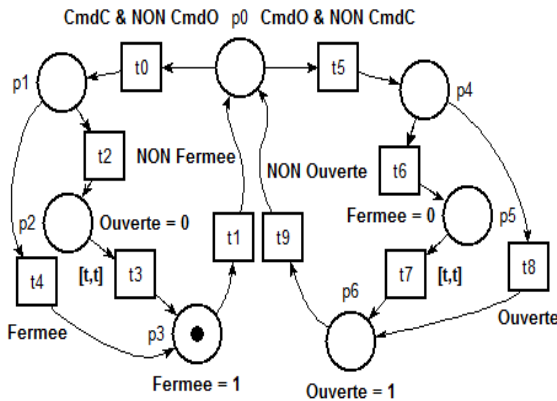 CmdC & NON CmdO p0 CmdO & NON CmdC
p1 t0 t5 p4
t2 NON Fermee NON Ouverte t6
p2 Ouverte = 0 Fermee = 0 p5
t4 [t,t] t3 t1 t9 t7 [t,t] t8
Fermee p3 p6 Ouverte
Fermee = 1 Ouverte = 1